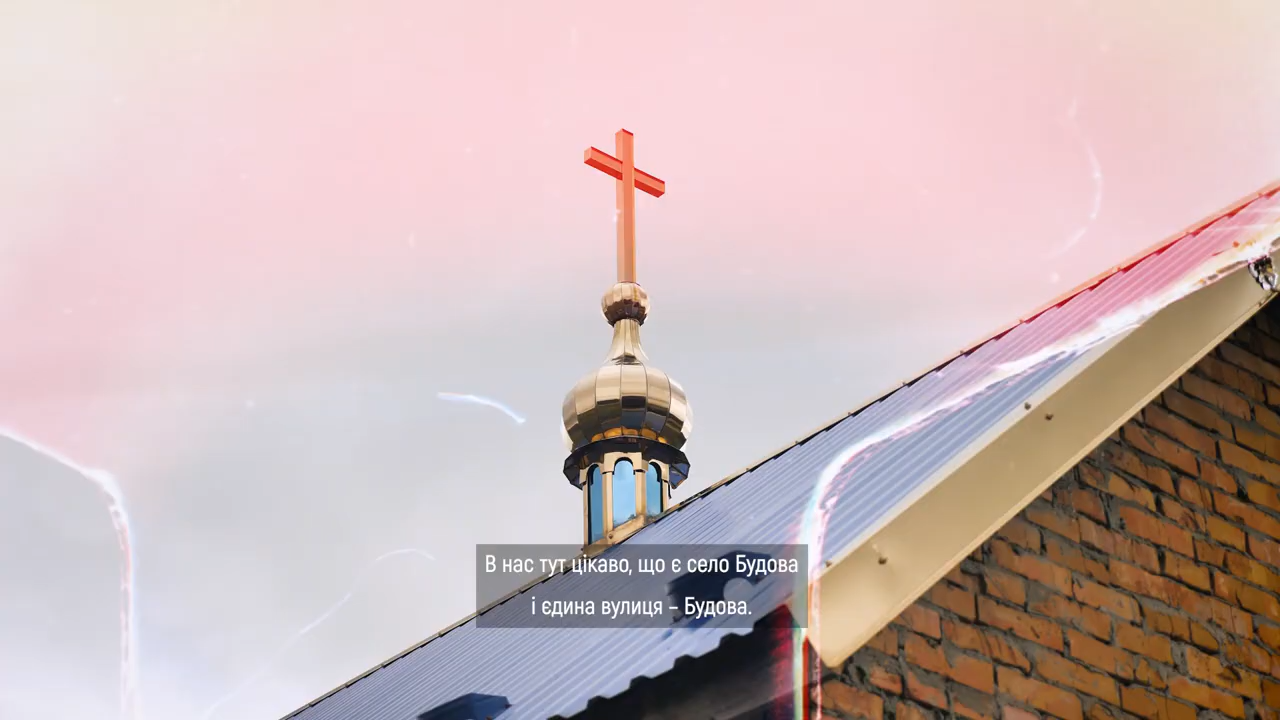 В нас тут цікаво, що є село Будова
і єдина вулиця – Будова.